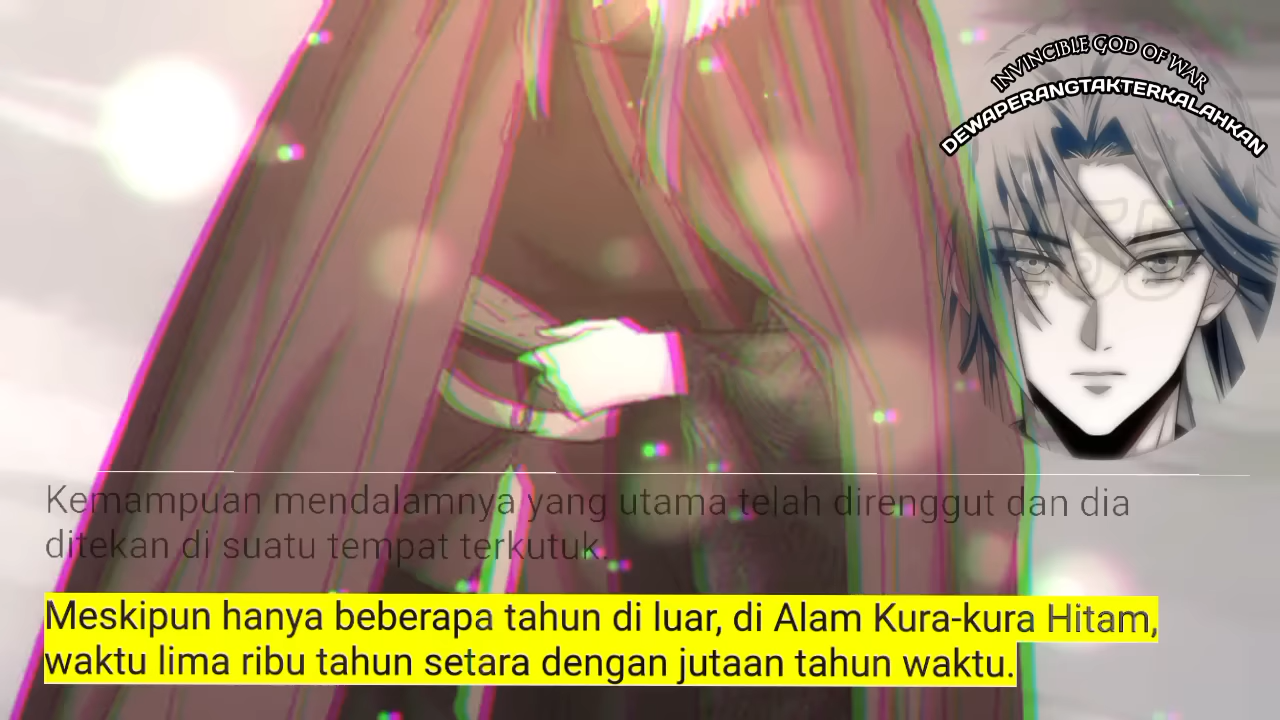 INVINCIBLE GOD OF WAR
DEWAPERANGTAKTERKALAHKAN
Kemampuan mendalamnya yang utama telah direnggut dan dia
ditekan di suatu tempat terkutuk.
Meskipun hanya beberapa tahun di luar, di Alam Kura-kura Hitam,
waktu lima ribu tahun setara dengan jutaan tahun waktu.